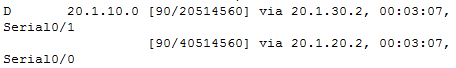 D 20.1.10.0 [90/20514560] via 20.1.30.2, 00:03:07,
Serial0/1
[90/40514560] via 20.1.20.2, 00:03:07,
Serial0/0